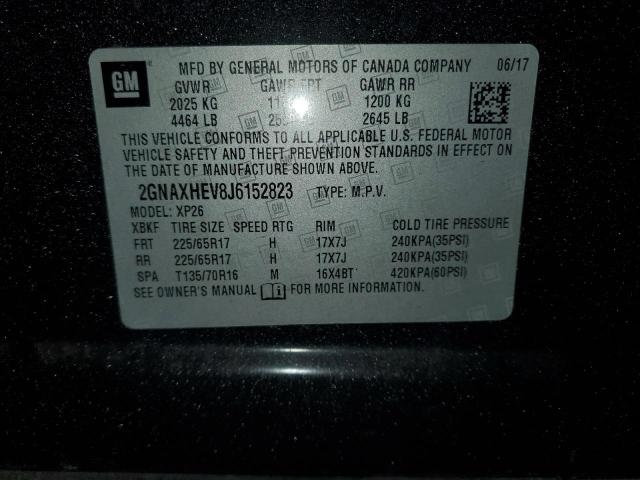 GM
MFD BY GENERAL MOTORS OF CANADA COMPANY 06/17
GVWR GAWR FRT GAWR RR
2025 KG 1200 KG
4464 LB 2645 LB
THIS VEHICLE CONFORMS TO ALL APPLICABLE U.S. FEDERAL MOTOR
VEHICLE SAFETY AND THEFT PREVENTION STANDARDS IN EFFECT ON
THE DATE OF MANUFACTURE SHOWN ABOVE.
2GNAXHEV8J6152823 TYPE: M.P.V.
MODEL: XP26
XBKF TIRE SIZE SPEED RTG RIM COLD TIRE PRESSURE
FRT 225/65R17 H 17X7J 240KPA(35PSI)
RR 225/65R17 H 17X7J 240KPA(35PSI)
SPA T135/70R16 M 16X4BT 420KPA(60PSI)
SEE OWNER'S MANUAL FOR MORE INFORMATION.